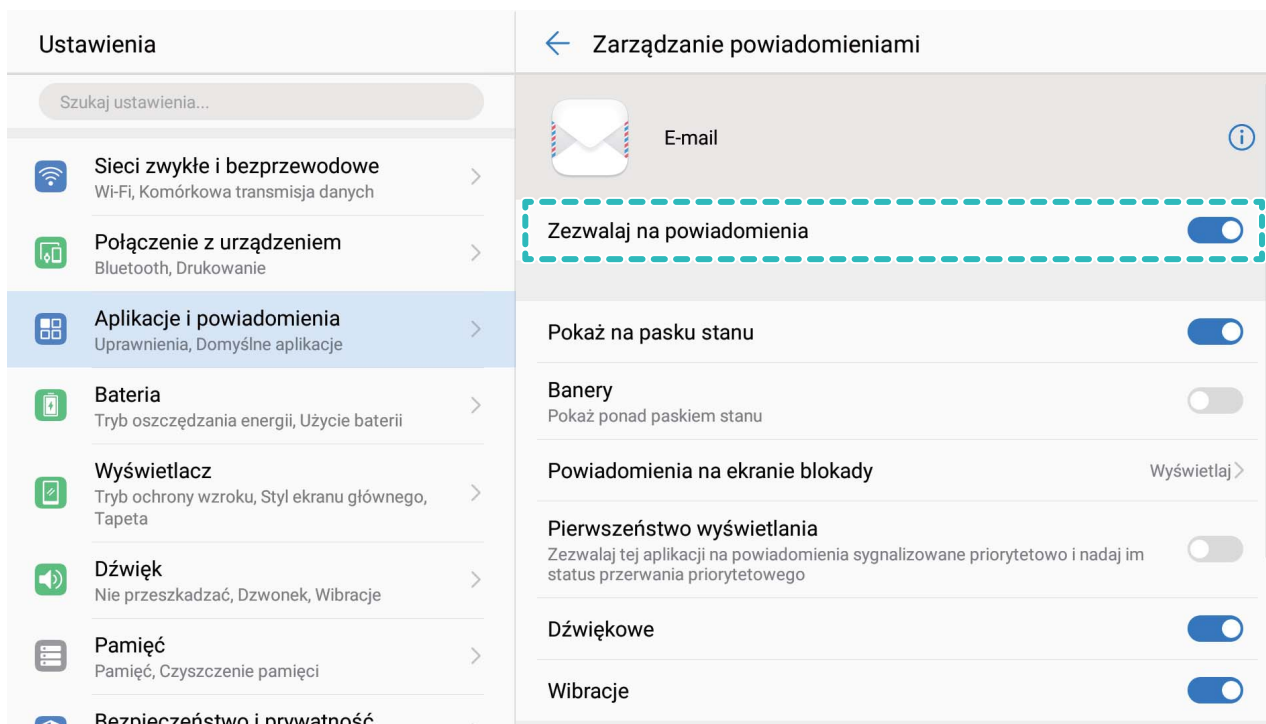 Ustawienia
Szukaj ustawienia...
Sieci zwykłe i bezprzewodowe
Wi-Fi, Komórkowa transmisja danych
Połączenie z urządzeniem
Bluetooth, Drukowanie
Aplikacje i powiadomienia
Uprawnienia, Domyślne aplikacje
Bateria
Tryb oszczędzania energii, Użycie baterii
Wyświetlacz
Tryb ochrony wzroku, Styl ekranu głównego,
Tapeta
Dźwięk
Nie przeszkadzać, Dzwonek, Wibracje
Pamięć
Pamięć, Czyszczenie pamięci
Bezpieczeństwo i prywatność
Zarządzanie powiadomieniami
E-mail
Zezwalaj na powiadomienia
Pokaż na pasku stanu
Banery
Pokaż ponad paskiem stanu
Powiadomienia na ekranie blokady
Wyświetlaj
Pierwszeństwo wyświetlania
Zezwalaj tej aplikacji na powiadomienia sygnalizowane priorytetowo i nadaj im
status przerwania priorytetowego
Dźwiękowe
Wibracje